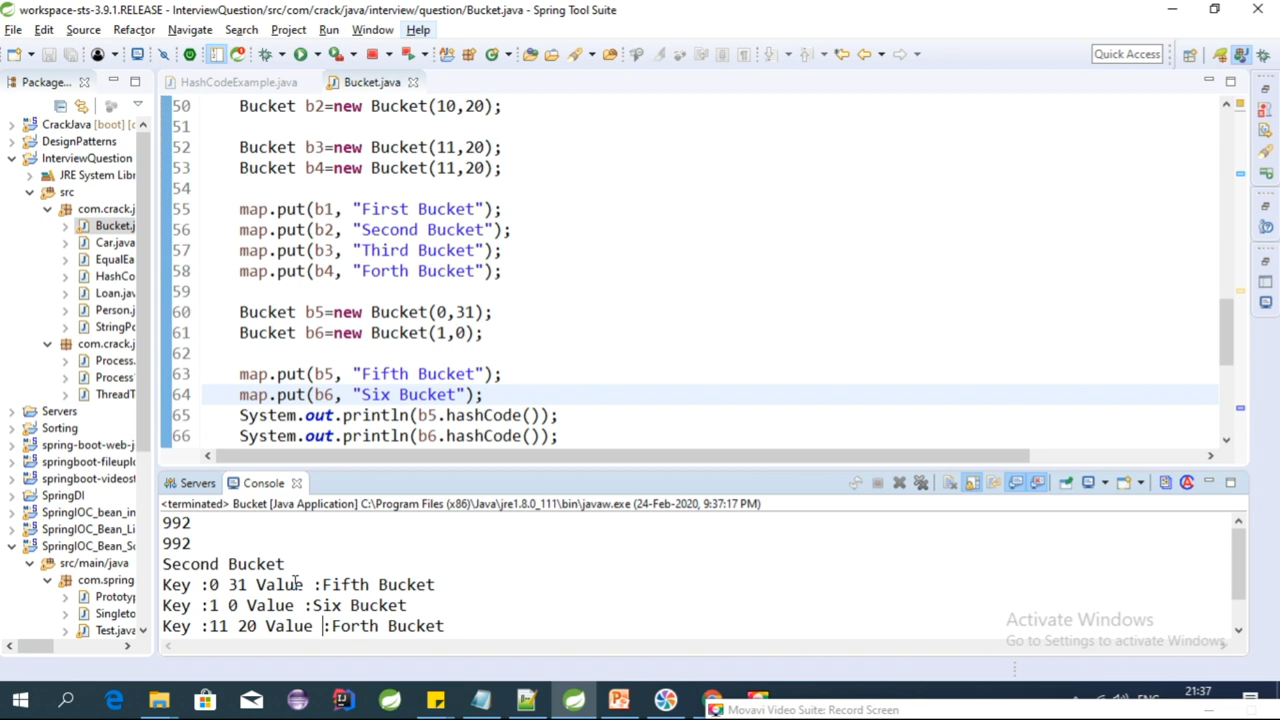 workspace-sts-3.9.1.RELEASE - InterviewQuestion/src/com/crack/java/interview/question/Bucket.java - Spring Tool Suite
File Edit Source Refactor Navigate Search Project Run Window Help
Quick Access
Package...
HashCodeExample.java
Bucket.java
CrackJava [boot] [c
DesignPatterns
InterviewQuestion
JRE System Libr
src
com.crack.j
Bucket.j
Car.java
EqualEa
HashCo
Loan.jav
Person.j
StringPo
com.crack.j
Process.
Process
ThreadT
Servers
Sorting
spring-boot-web-j
springboot-fileuplo
springboot-videost
SpringDI
SpringIOC_bean_in
SpringIOC_Bean_Li
SpringIOC_Bean_Sc
src/main/java
com.spring
Prototyp
Singleto
Test.java
50 Bucket b2=new Bucket(10,20);
51
52 Bucket b3=new Bucket(11,20);
53 Bucket b4=new Bucket(11,20);
54
55 map.put(b1, "First Bucket");
56 map.put(b2, "Second Bucket");
57 map.put(b3, "Third Bucket");
58 map.put(b4, "Forth Bucket");
59
60 Bucket b5=new Bucket(0,31);
61 Bucket b6=new Bucket(1,0);
62
63 map.put(b5, "Fifth Bucket");
64 map.put(b6, "Six Bucket");
65 System.out.println(b5.hashCode());
66 System.out.println(b6.hashCode());
Servers
Console
<terminated> Bucket [Java Application] C:\Program Files (x86)\Java\jre1.8.0_111\bin\javaw.exe (24-Feb-2020, 9:37:17 PM)
992
992
Second Bucket
Key :0 31 Value :Fifth Bucket
Key :1 0 Value :Six Bucket
Key :11 20 Value :Forth Bucket
Activate Windows
Go to Settings to activate Windows.
21:37
Movavi Video Suite: Record Screen